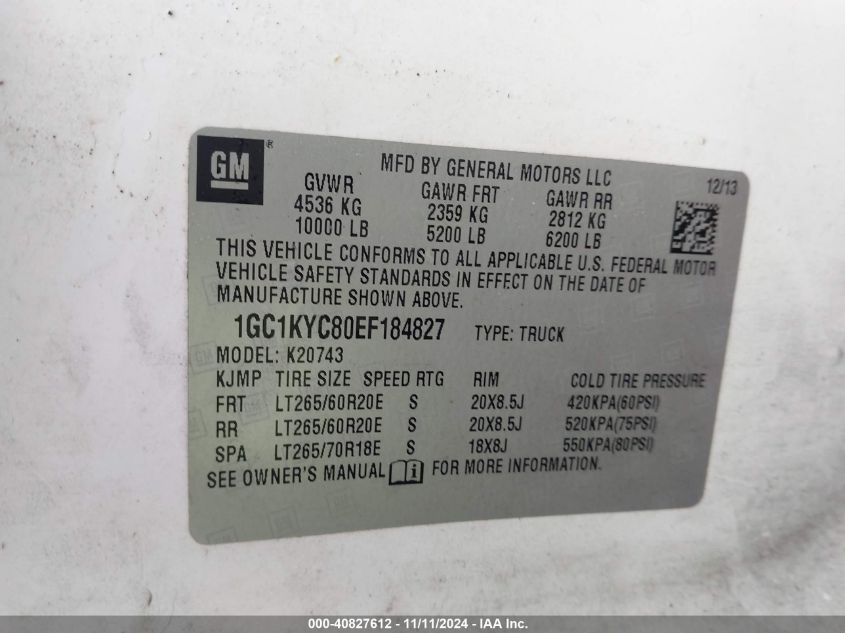 GM ®
MFD BY GENERAL MOTORS LLC
12/13
GVWR GAWR FRT GAWR RR
4536 KG 2359 KG 2812 KG
10000 LB 5200 LB 6200 LB
THIS VEHICLE CONFORMS TO ALL APPLICABLE U.S. FEDERAL MOTOR
VEHICLE SAFETY STANDARDS IN EFFECT ON THE DATE OF
MANUFACTURE SHOWN ABOVE.
1GC1KYC80EF184827 TYPE: TRUCK
MODEL: K20743
KJMP TIRE SIZE SPEED RTG RIM COLD TIRE PRESSURE
FRT LT265/60R20E S 20X8.5J 420KPA(60PSI)
RR LT265/60R20E S 20X8.5J 520KPA(75PSI)
SPA LT265/70R18E S 18X8J 550KPA(80PSI)
SEE OWNER'S MANUAL i FOR MORE INFORMATION.
000-40827612 - 11/11/2024 - IAA Inc.